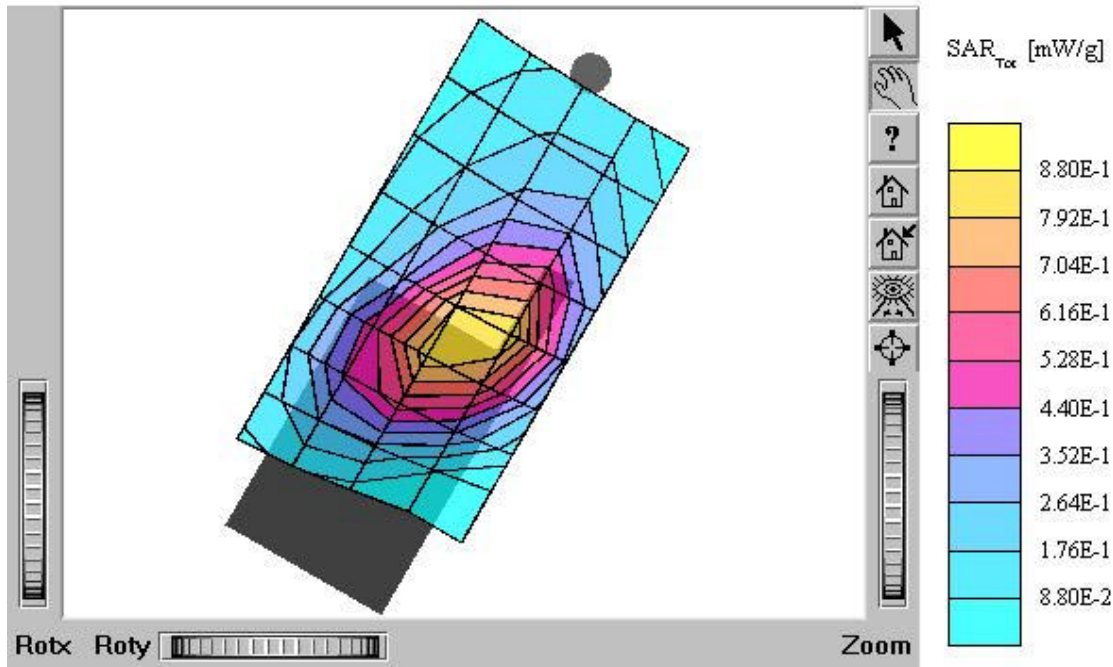 SAR_Tot [mW/g]
?
8.80E-1
7.92E-1
7.04E-1
6.16E-1
5.28E-1
4.40E-1
3.52E-1
2.64E-1
1.76E-1
8.80E-2
Rotx Roty Zoom